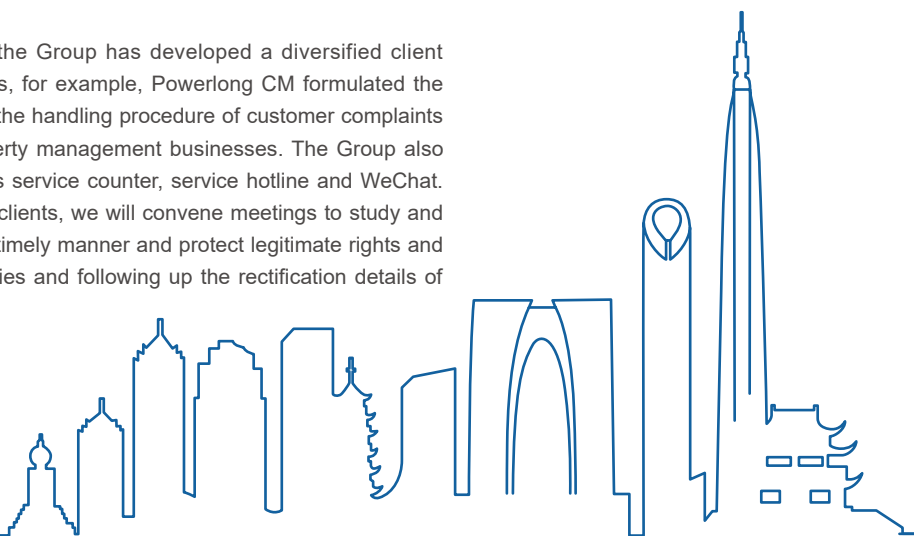 the Group has developed a diversified client
s, for example, Powerlong CM formulated the
the handling procedure of customer complaints
erty management businesses. The Group also
s service counter, service hotline and WeChat.
clients, we will convene meetings to study and
timely manner and protect legitimate rights and
ies and following up the rectification details of